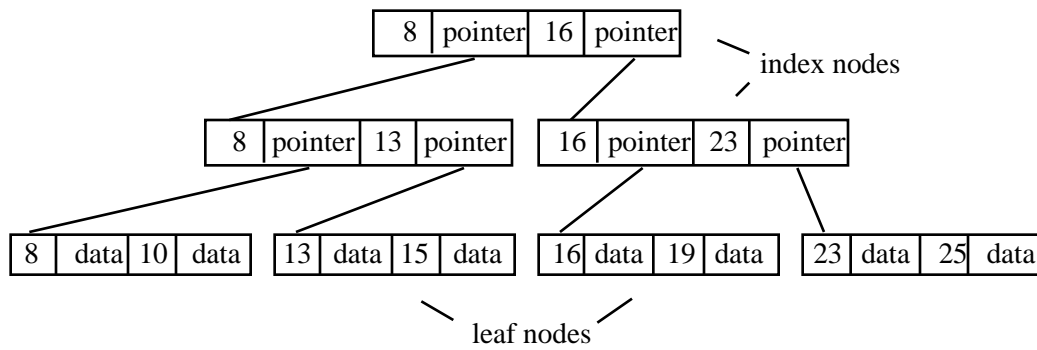 8 pointer 16 pointer
index nodes
8 pointer 13 pointer
16 pointer 23 pointer
8 data 10 data
13 data 15 data
16 data 19 data
23 data 25 data
leaf nodes